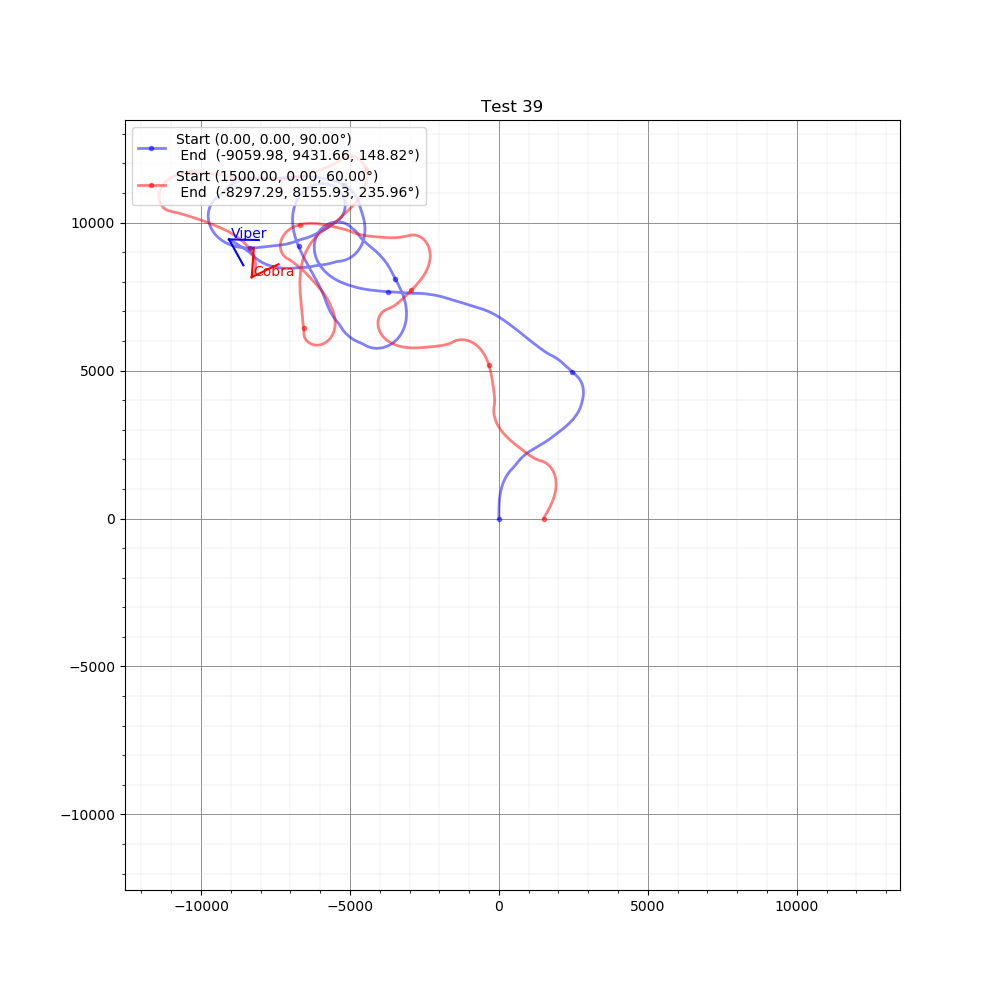 Test 39
Start (0.00, 0.00, 90.00°)
End (-9059.98, 9431.66, 148.82°)
Start (1500.00, 0.00, 60.00°)
End (-8297.29, 8155.93, 235.96°)
10000
Viper
Cobra
5000
0
−5000
−10000
−10000 −5000 0 5000 10000